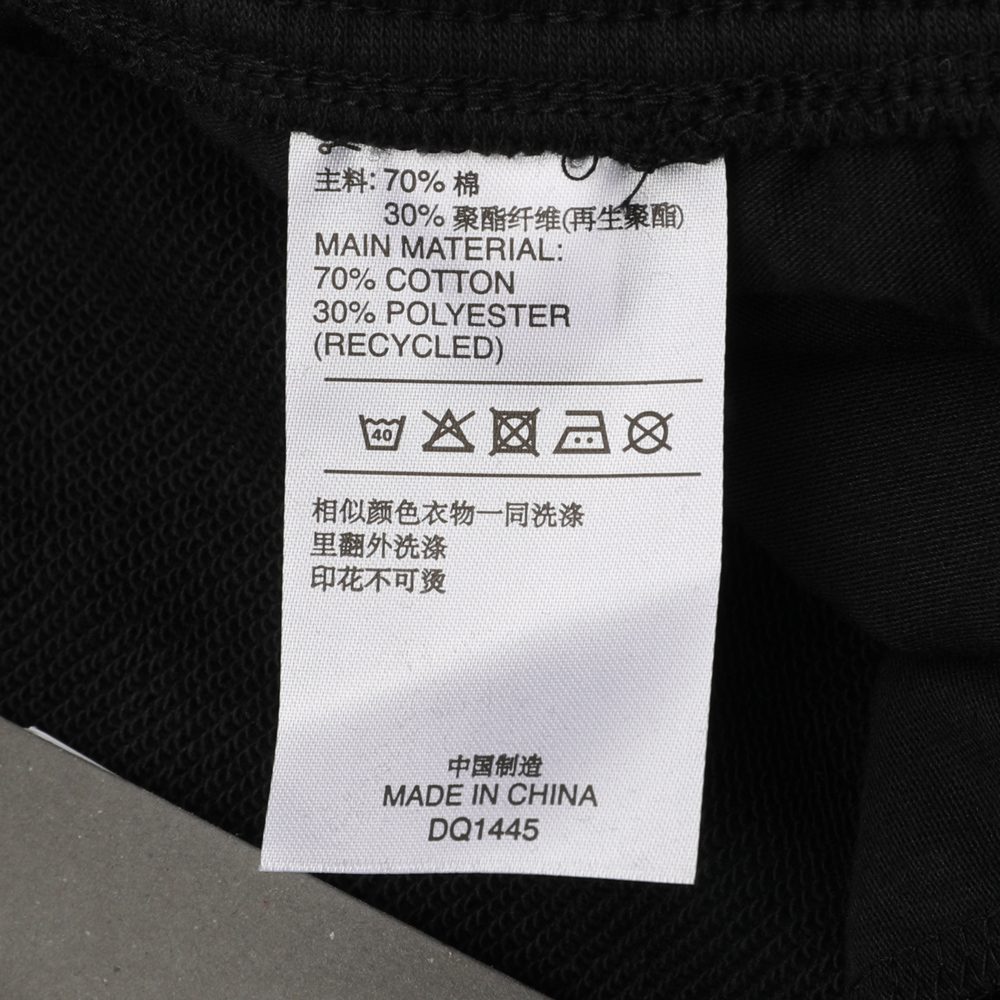 主料: 70% 棉
30% 聚酯纤维(再生聚酯)
MAIN MATERIAL:
70% COTTON
30% POLYESTER
(RECYCLED)
40
相似颜色衣物一同洗涤
里翻外洗涤
印花不可烫
中国制造
MADE IN CHINA
DQ1445